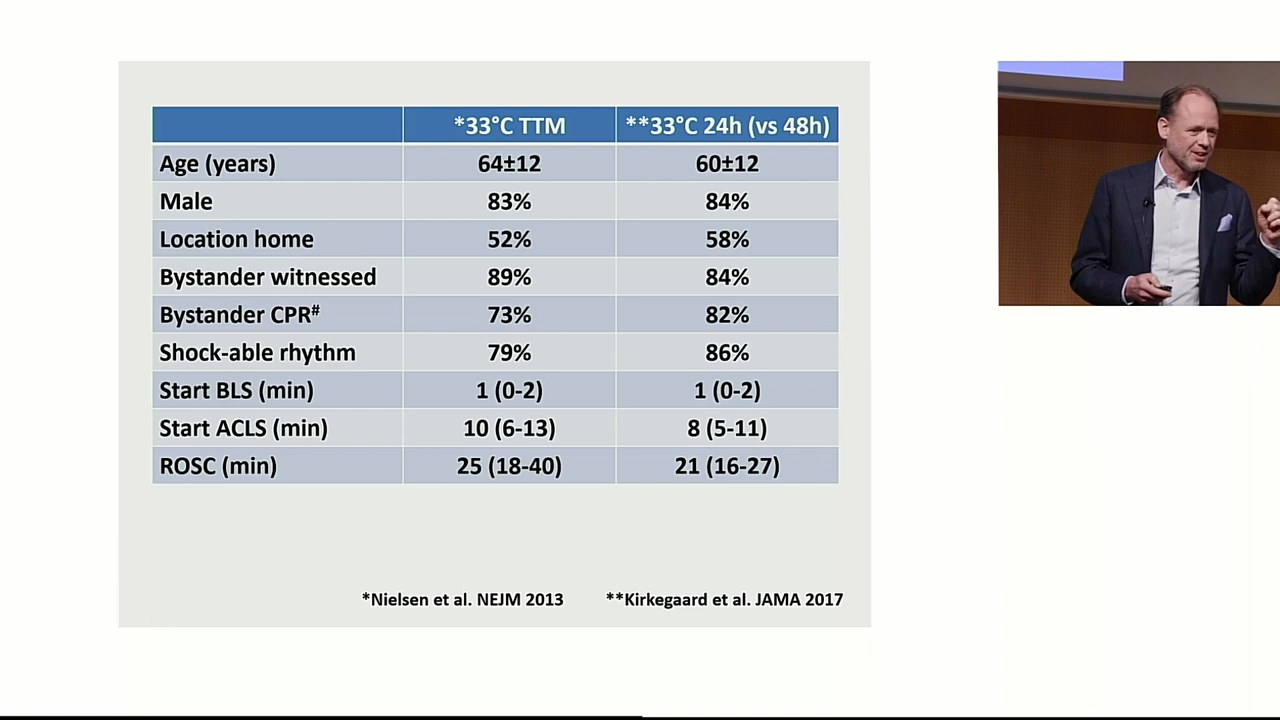 *33°C TTM **33°C 24h (vs 48h)
Age (years) 64±12 60±12
Male 83% 84%
Location home 52% 58%
Bystander witnessed 89% 84%
Bystander CPR# 73% 82%
Shock-able rhythm 79% 86%
Start BLS (min) 1 (0-2) 1 (0-2)
Start ACLS (min) 10 (6-13) 8 (5-11)
ROSC (min) 25 (18-40) 21 (16-27)
*Nielsen et al. NEJM 2013 **Kirkegaard et al. JAMA 2017